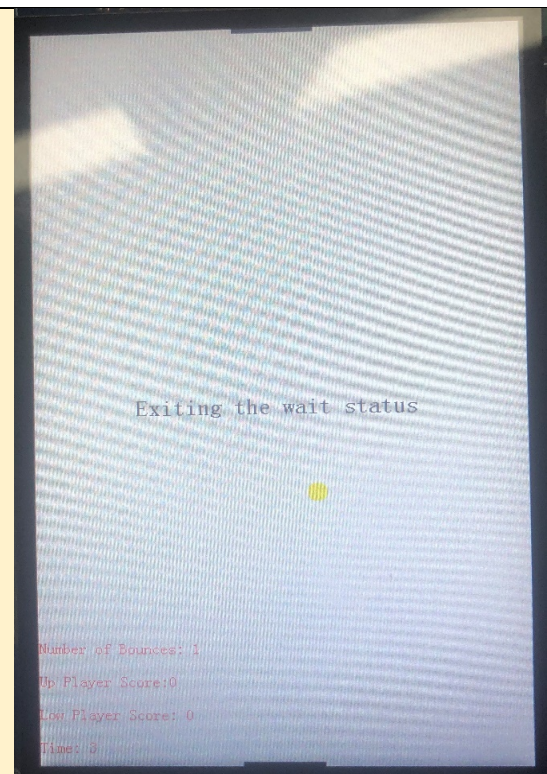 Exiting the wait status
Number of Bounces: 1
Up Player Score:0
Low Player Score: 0
Time: 3